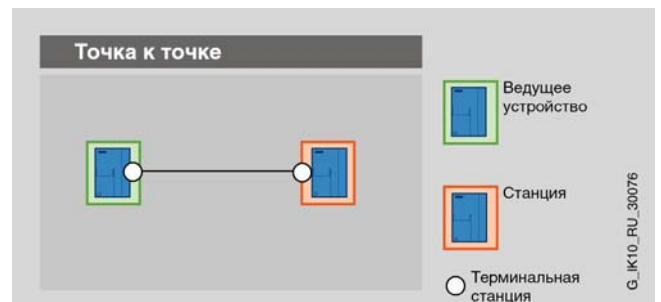 Точка к точке
Ведущее
устройство
Станция
Терминальная
станция
G_IK10_RU_30076